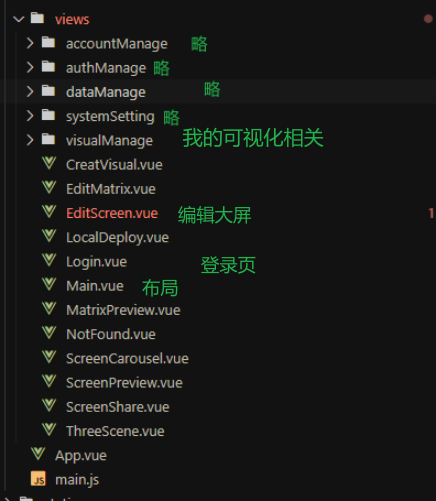 views
accountManage 略
authManage 略
dataManage 略
systemSetting 略
visualManage 我的可视化相关
CreatVisual.vue
EditMatrix.vue
EditScreen.vue 编辑大屏 1
LocalDeploy.vue
Login.vue 登录页
Main.vue 布局
MatrixPreview.vue
NotFound.vue
ScreenCarousel.vue
ScreenPreview.vue
ScreenShare.vue
ThreeScene.vue
App.vue
JS main.js